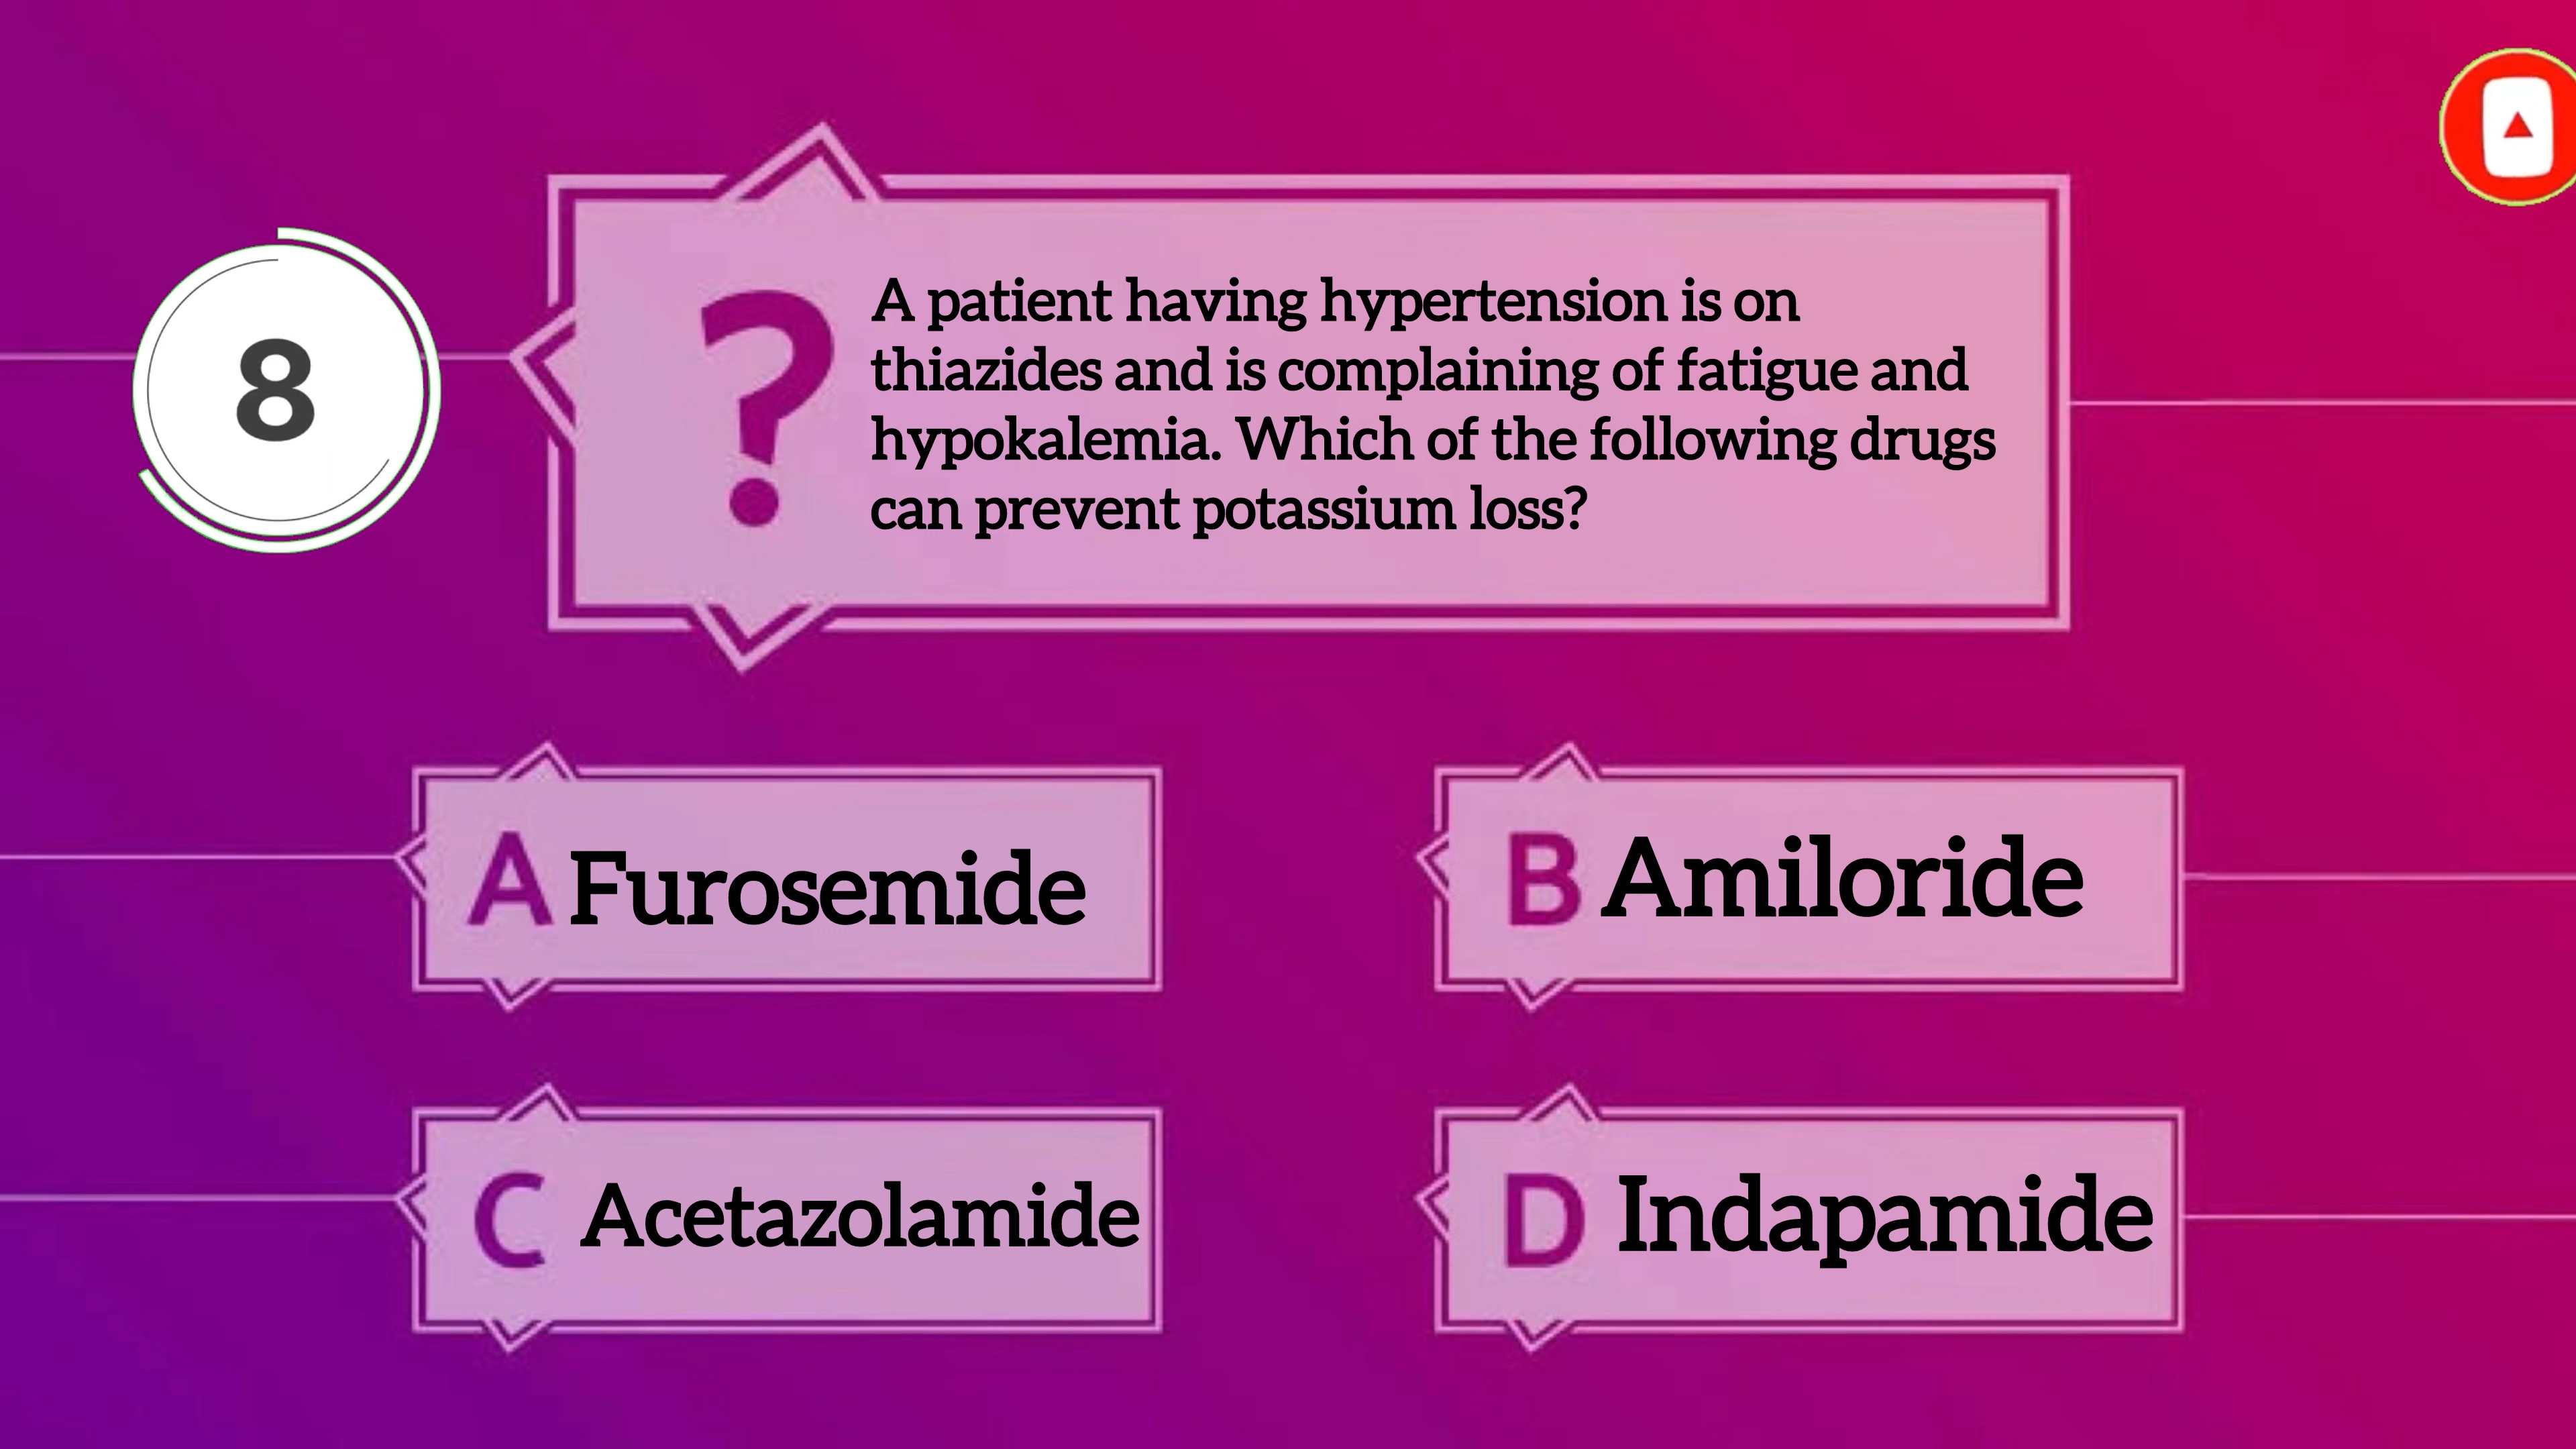 8
?
A patient having hypertension is on
thiazides and is complaining of fatigue and
hypokalemia. Which of the following drugs
can prevent potassium loss?
A Furosemide
B Amiloride
C Acetazolamide
D Indapamide